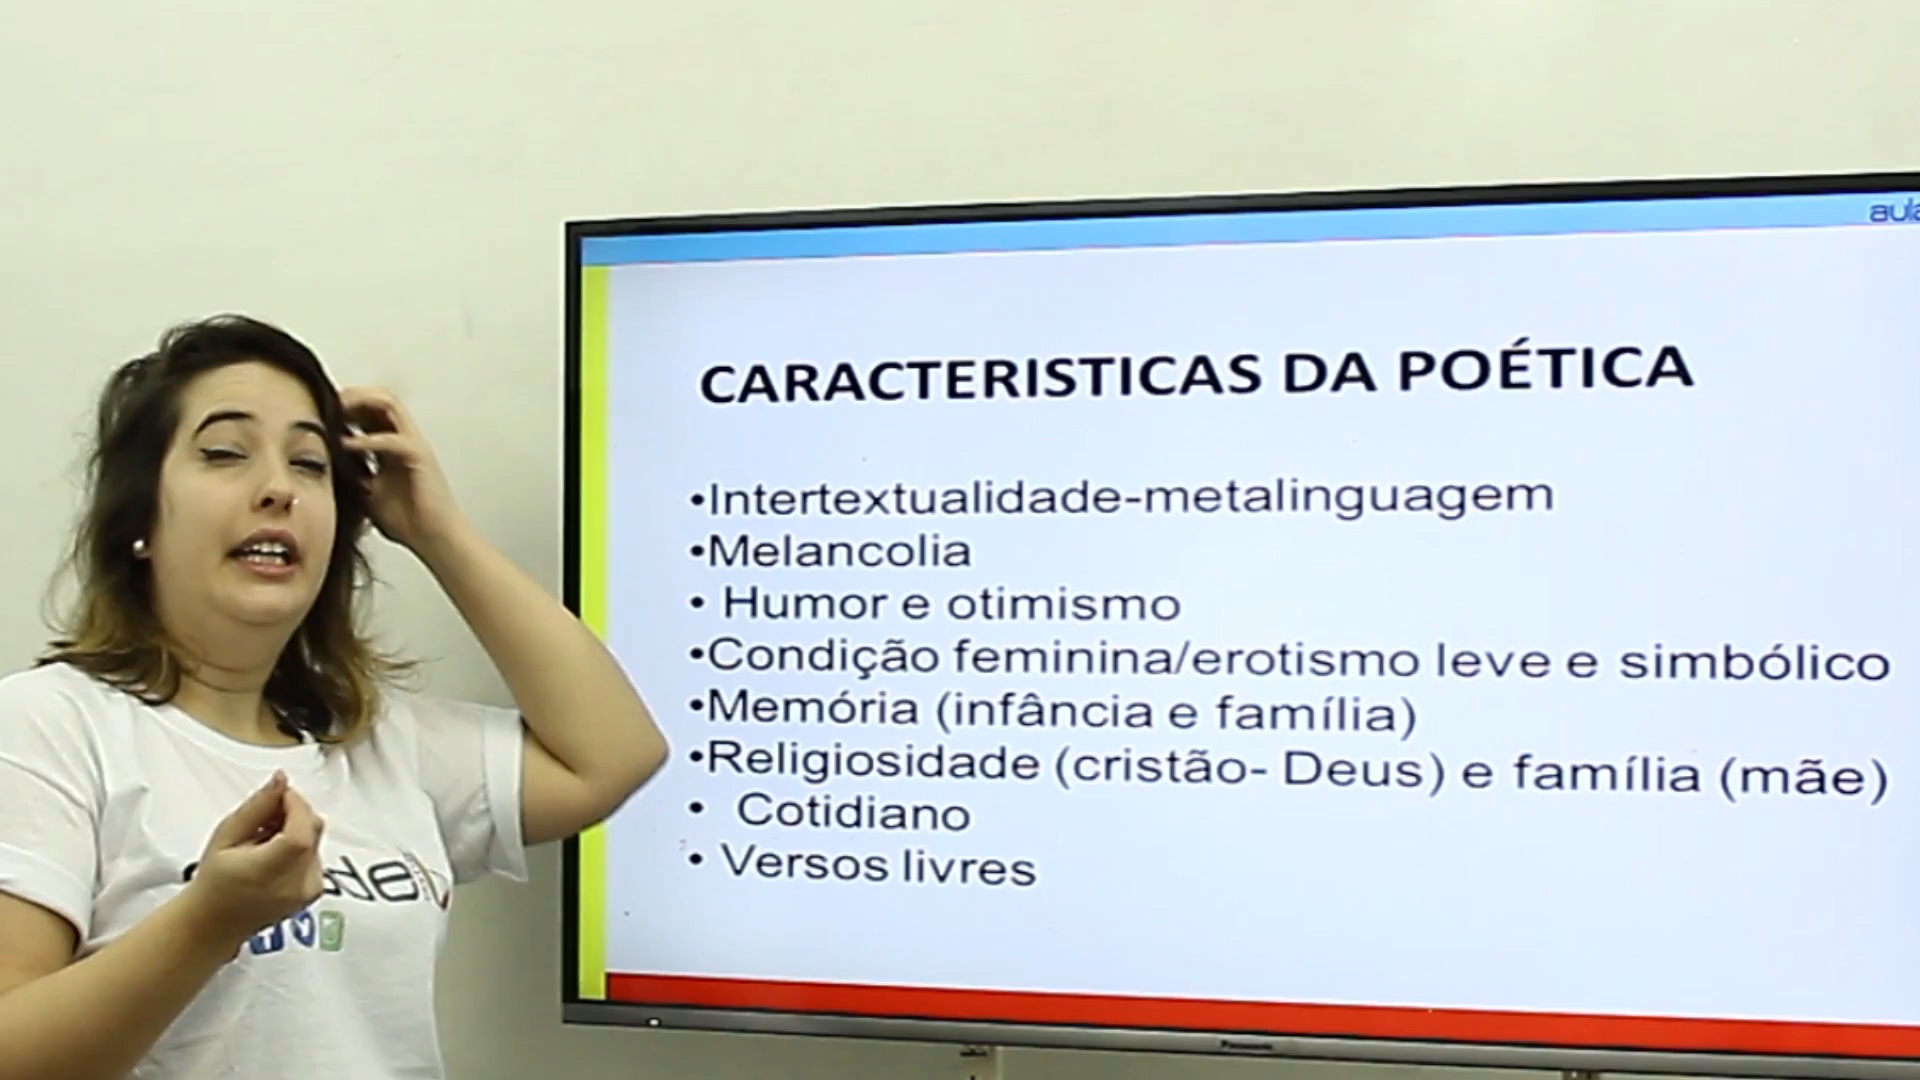 CARACTERISTICAS DA POÉTICA
•Intertextualidade-metalinguagem
•Melancolia
• Humor e otimismo
•Condição feminina/erotismo leve e simbólico
•Memória (infância e família)
•Religiosidade (cristão- Deus) e família (mãe)
• Cotidiano
• Versos livres
Panasonic